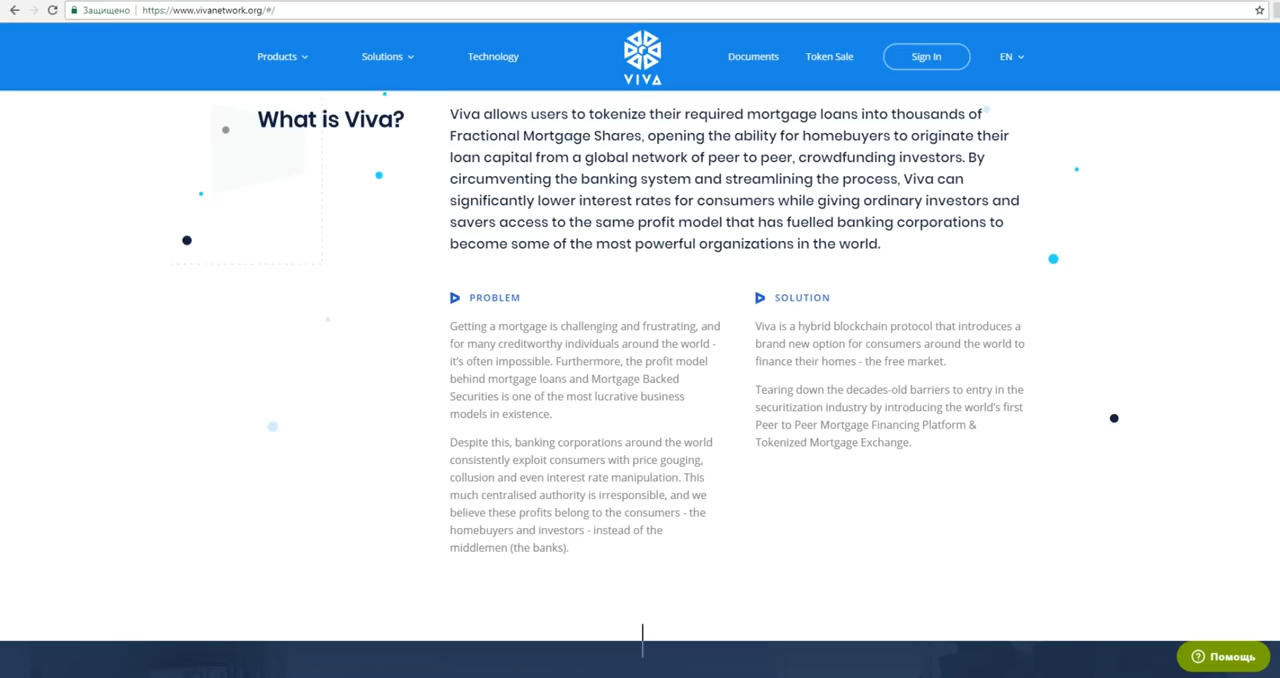 Защищено
https://www.vivanetwork.org/#/
Products
Solutions
Technology
VIVA
Documents
Token Sale
Sign In
EN
What is Viva?
Viva allows users to tokenize their required mortgage loans into thousands of
Fractional Mortgage Shares, opening the ability for homebuyers to originate their
loan capital from a global network of peer to peer, crowdfunding investors. By
circumventing the banking system and streamlining the process, Viva can
significantly lower interest rates for consumers while giving ordinary investors and
savers access to the same profit model that has fuelled banking corporations to
become some of the most powerful organizations in the world.
PROBLEM
Getting a mortgage is challenging and frustrating, and
for many creditworthy individuals around the world -
it's often impossible. Furthermore, the profit model
behind mortgage loans and Mortgage Backed
Securities is one of the most lucrative business
models in existence.
Despite this, banking corporations around the world
consistently exploit consumers with price gouging,
collusion and even interest rate manipulation. This
much centralised authority is irresponsible, and we
believe these profits belong to the consumers - the
homebuyers and investors - instead of the
middlemen (the banks).
SOLUTION
Viva is a hybrid blockchain protocol that introduces a
brand new option for consumers around the world to
finance their homes - the free market.
Tearing down the decades-old barriers to entry in the
securitization industry by introducing the world's first
Peer to Peer Mortgage Financing Platform &
Tokenized Mortgage Exchange.
Помощь